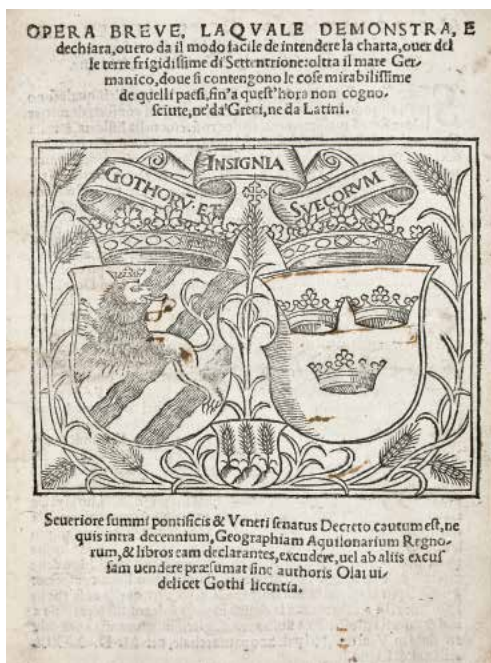 OPERA BREVE, LAQVALE DEMONSTRA, E
dechiara, ouero da il modo facile de intendere la charta, ouer del
le terre frigidissime di Settentrione: oltra il mare Ger-
manico, doue si contengono le cose mirabilissime
de quelli paesi, fin'a quest'hora non cogno-
sciute, ne' da' Greci, ne da Latini.
INSIGNIA
GOTHORV. ET
SVECORVM
Seueriore summi pontificis & Veneti senatus Decreto cautum est, ne
quis intra decennium, Geographiam Aquilonarium Regno-
rum, & libros eam declarantes, excudere, uel ab aliis excus
sam uendere præsumat sine authoris Olai ui-
delicet Gothi licentia.